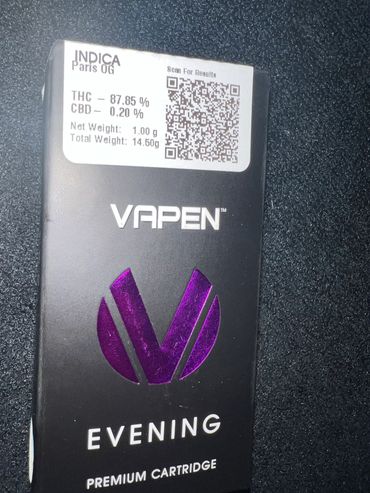 INDICA
Paris OG
Scan For Results
THC – 87.85 %
CBD – 0.20 %
Net Weight: 1.00 g
Total Weight: 14.50g
VAPEN™
EVENING
PREMIUM CARTRIDGE